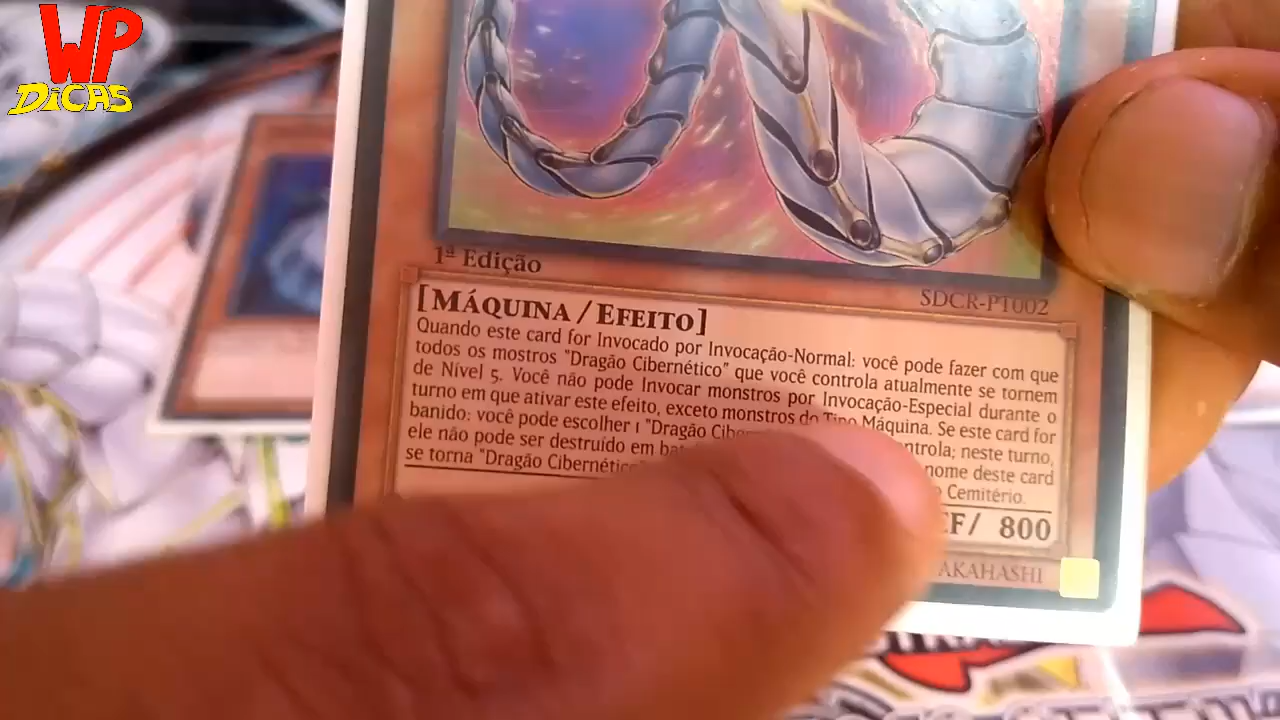 WP
DiCAS
1ª Edição
SDCR-PT002
[MÁQUINA/EFEITO]
Quando este card for Invocado por Invocação-Normal: você pode fazer com que
todos os mostros "Dragão Cibernético" que você controla atualmente se tornem
de Nível 5. Você não pode Invocar monstros por Invocação-Especial durante o
turno em que ativar este efeito, exceto monstros do Tipo Máquina. Se este card for
banido: você pode escolher 1 "Dragão Ciber ntrola; neste turno,
ele não pode ser destruído em ba nome deste card
se torna "Dragão Cibernético" o Cemitério.
EF/ 800
AKAHASHI